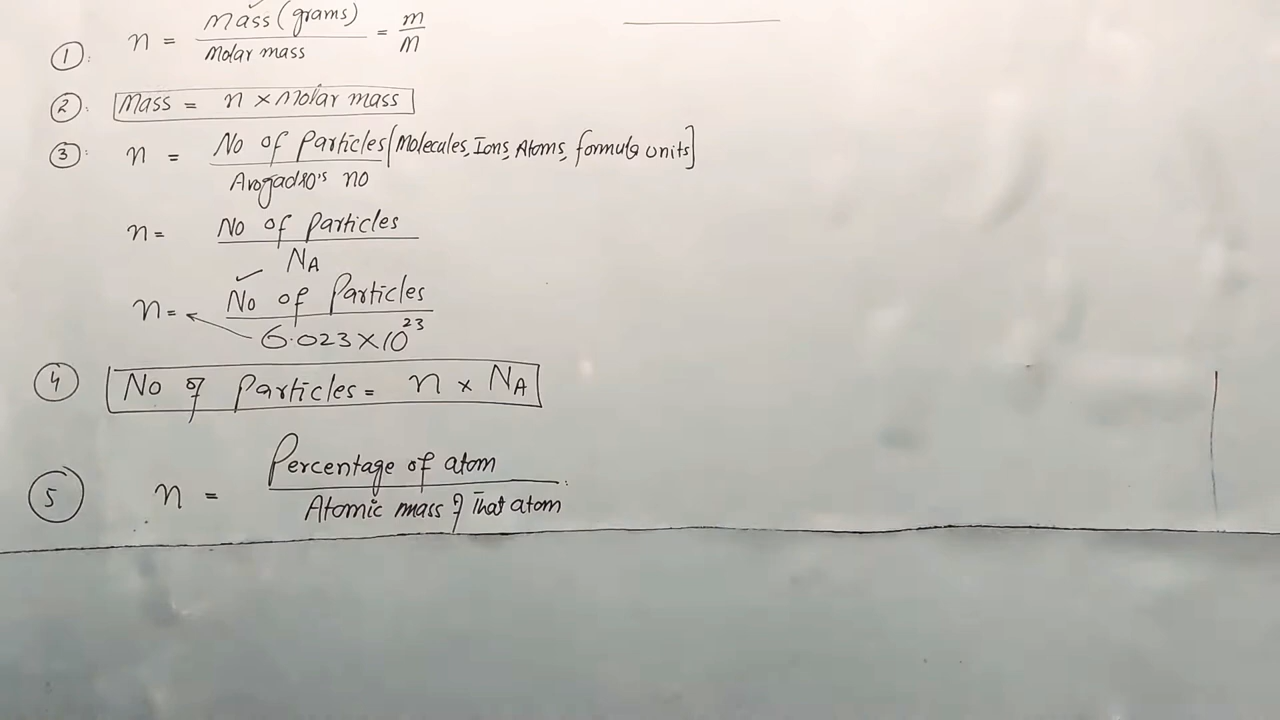 ①: n = Mass (grams) / Molar mass = m / M
②: Mass = n × Molar mass
③: n = No of Particles [Molecules, Ions, Atoms, formula units] / Avogadro's no
n = No of Particles / NA
n = No of Particles / 6.023×10²³
④ No of Particles = n × NA
⑤ n = Percentage of atom / Atomic mass of That atom